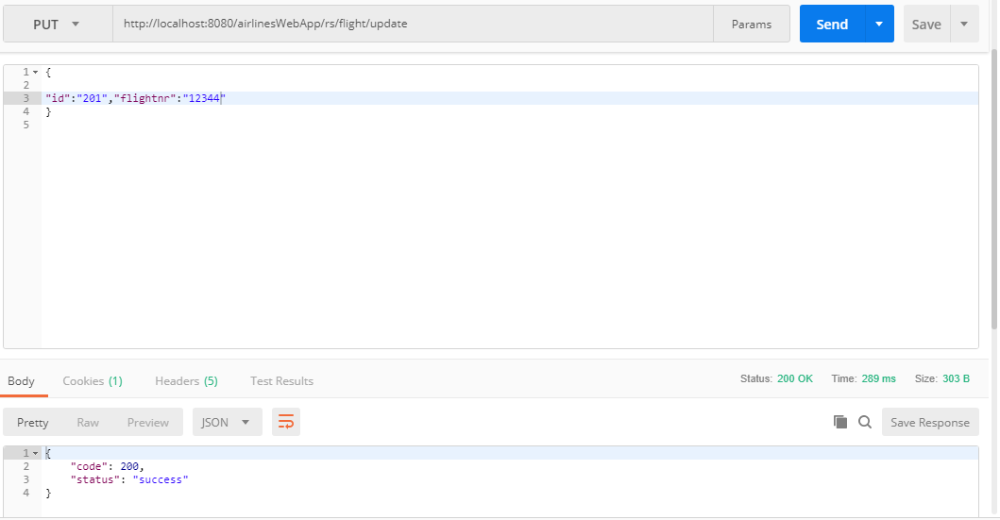 PUT http://localhost:8080/airlinesWebApp/rs/flight/update Params Send Save
1 {
2
3 "id":"201","flightnr":"12344"
4 }
5
Body Cookies (1) Headers (5) Test Results Status: 200 OK Time: 289 ms Size: 303 B
Pretty Raw Preview JSON Save Response
1 {
2 "code": 200,
3 "status": "success"
4 }